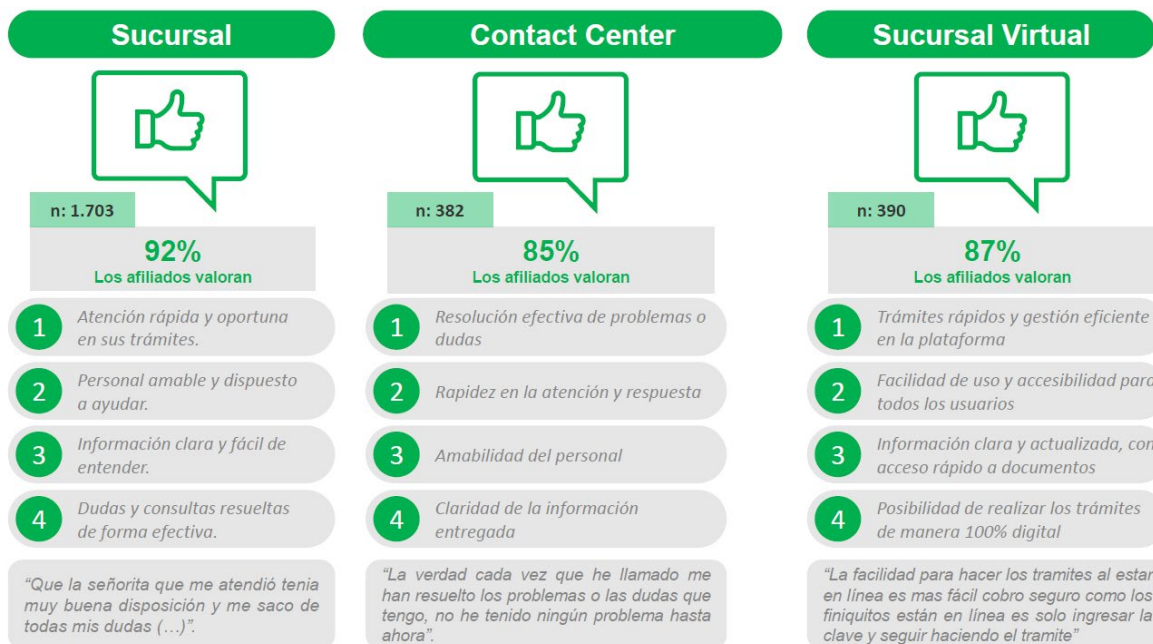 Sucursal
n: 1.703
92%
Los afiliados valoran
1
Atención rápida y oportuna
en sus trámites.
2
Personal amable y dispuesto
a ayudar.
3
Información clara y fácil de
entender.
4
Dudas y consultas resueltas
de forma efectiva.
“Que la señorita que me atendió tenia
muy buena disposición y me saco de
todas mis dudas (…)”.
Contact Center
n: 382
85%
Los afiliados valoran
1
Resolución efectiva de problemas o
dudas
2
Rapidez en la atención y respuesta
3
Amabilidad del personal
4
Claridad de la información
entregada
“La verdad cada vez que he llamado me
han resuelto los problemas o las dudas que
tengo, no he tenido ningún problema hasta
ahora”.
Sucursal Virtual
n: 390
87%
Los afiliados valoran
1
Trámites rápidos y gestión eficiente
en la plataforma
2
Facilidad de uso y accesibilidad para
todos los usuarios
3
Información clara y actualizada, con
acceso rápido a documentos
4
Posibilidad de realizar los trámites
de manera 100% digital
“La facilidad para hacer los tramites al estar
en línea es mas fácil cobro seguro como los
finiquitos están en línea es solo ingresar la
clave y seguir haciendo el tramite”